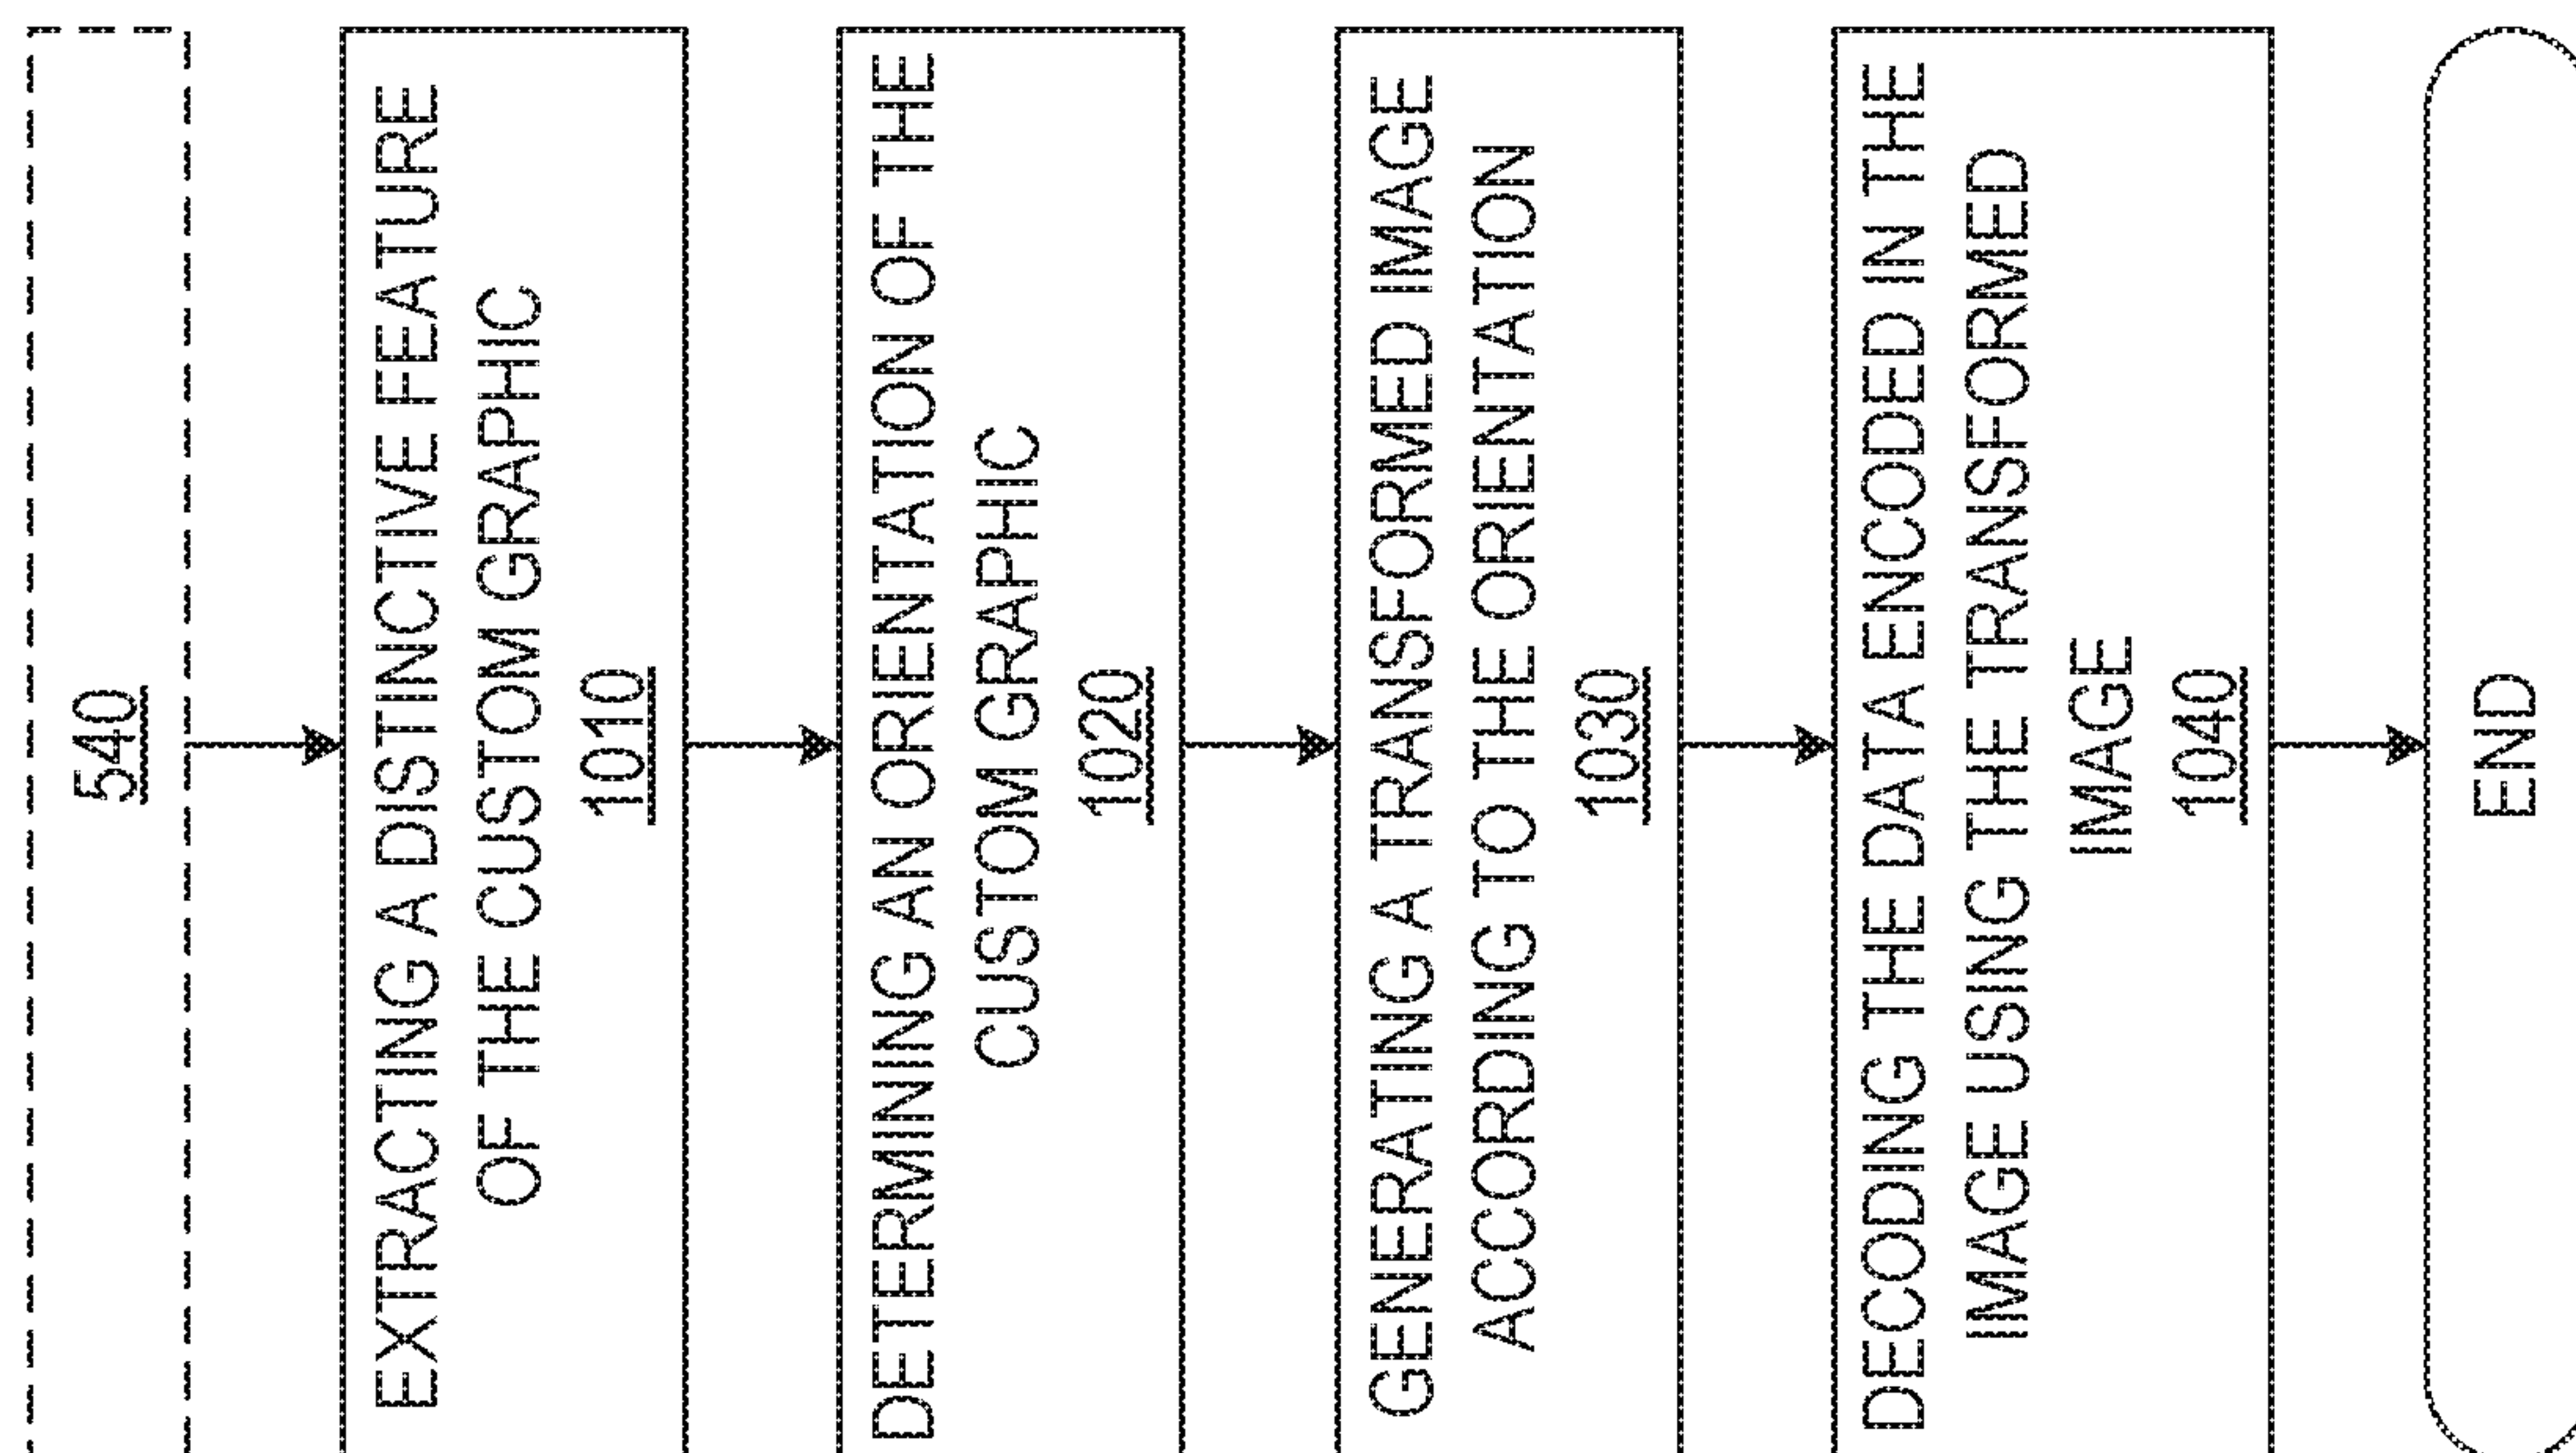 540
EXTRACTING A DISTINCTIVE FEATURE
OF THE CUSTOM GRAPHIC
1010
DETERMINING AN ORIENTATION OF THE
CUSTOM GRAPHIC
1020
GENERATING A TRANSFORMED IMAGE
ACCORDING TO THE ORIENTATION
1030
DECODING THE DATA ENCODED IN THE
IMAGE USING THE TRANSFORMED
IMAGE
1040
END